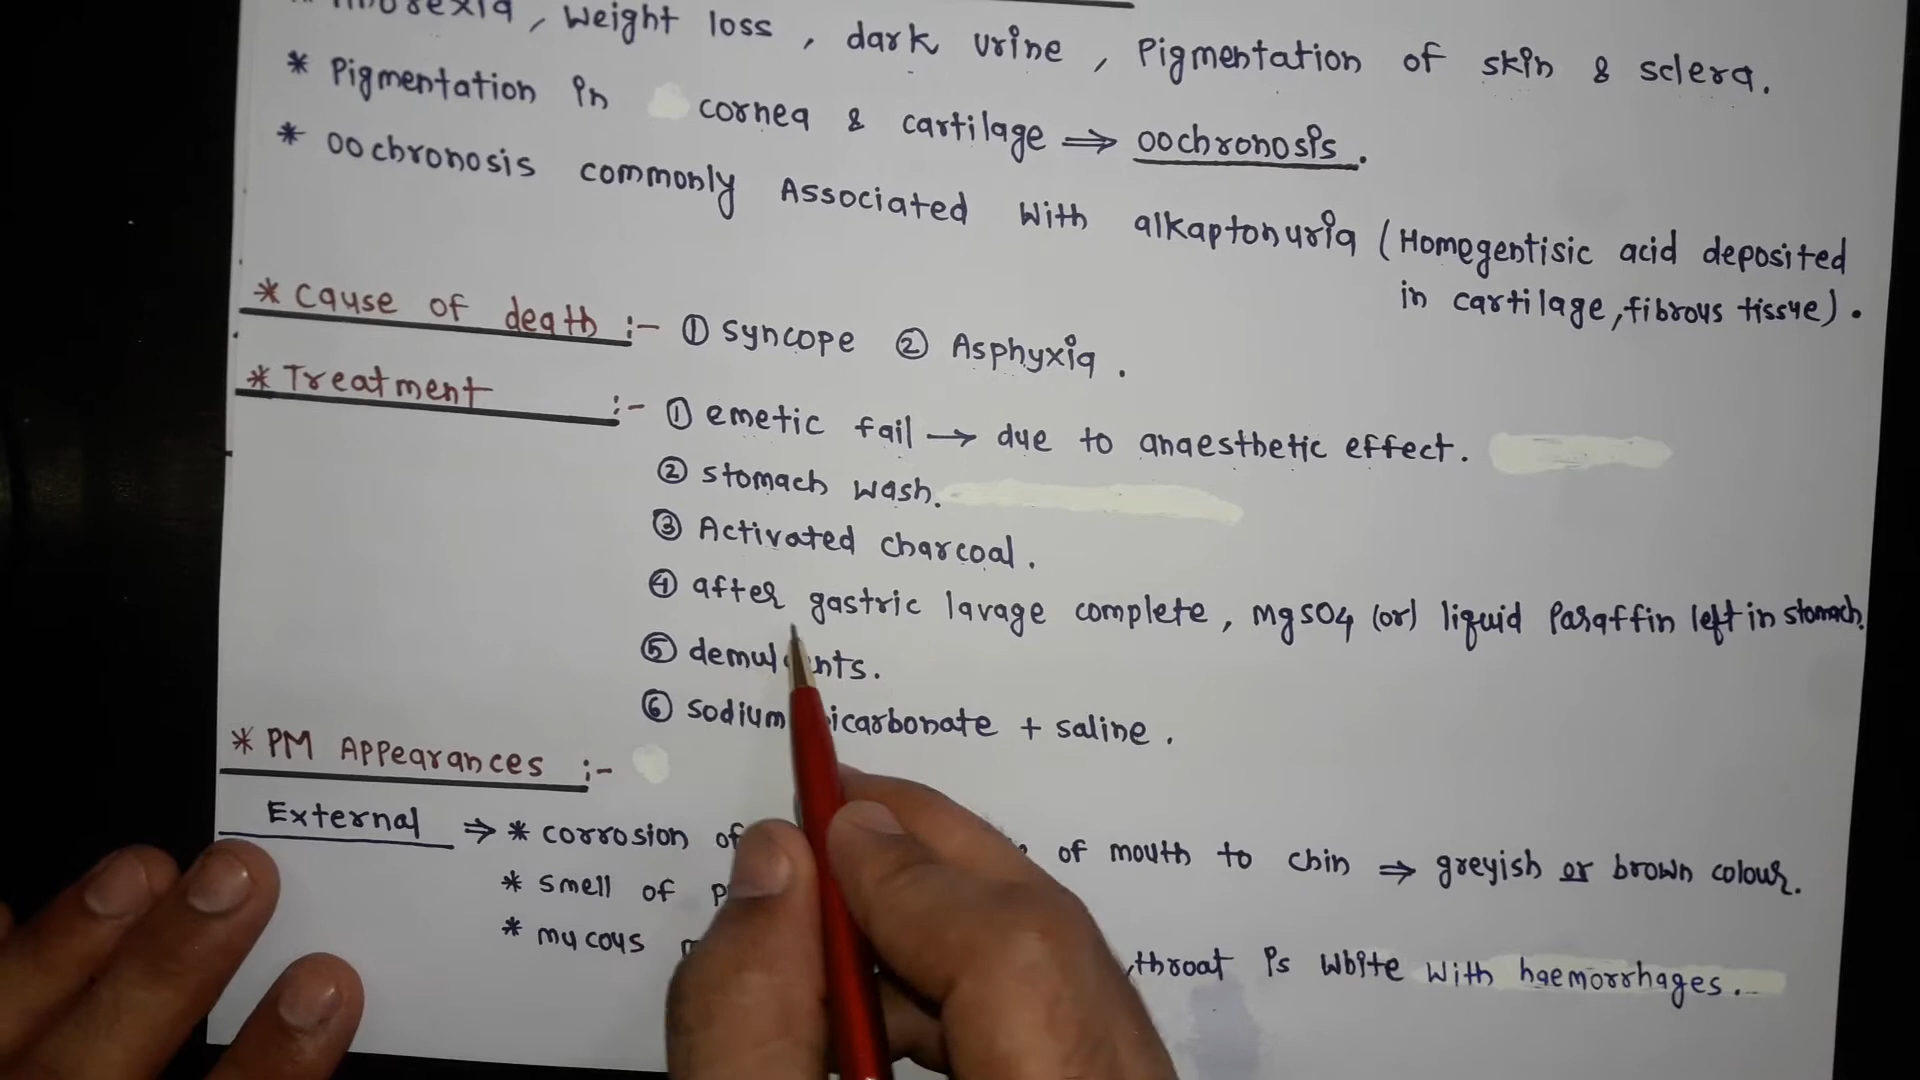 weight loss, dark urine, Pigmentation of skin & sclera.
* Pigmentation in cornea & cartilage ⇒ oochronosis.
* oochronosis commonly Associated with alkaptonuria (Homogentisic acid deposited
in cartilage, fibrous tissue).
* cause of death :- ① syncope ② Asphyxia.
* Treatment :- ① emetic fail → due to anaesthetic effect.
② stomach wash.
③ Activated charcoal.
④ after gastric lavage complete, MgSO4 (or) liquid Paraffin left in stomach.
⑤ demulcents.
⑥ sodium bicarbonate + saline.
* PM Appearances :-
External ⇒ * corrosion of of mouth to chin ⇒ greyish or brown colour.
* smell of
* mucous throat is white with haemorrhages.